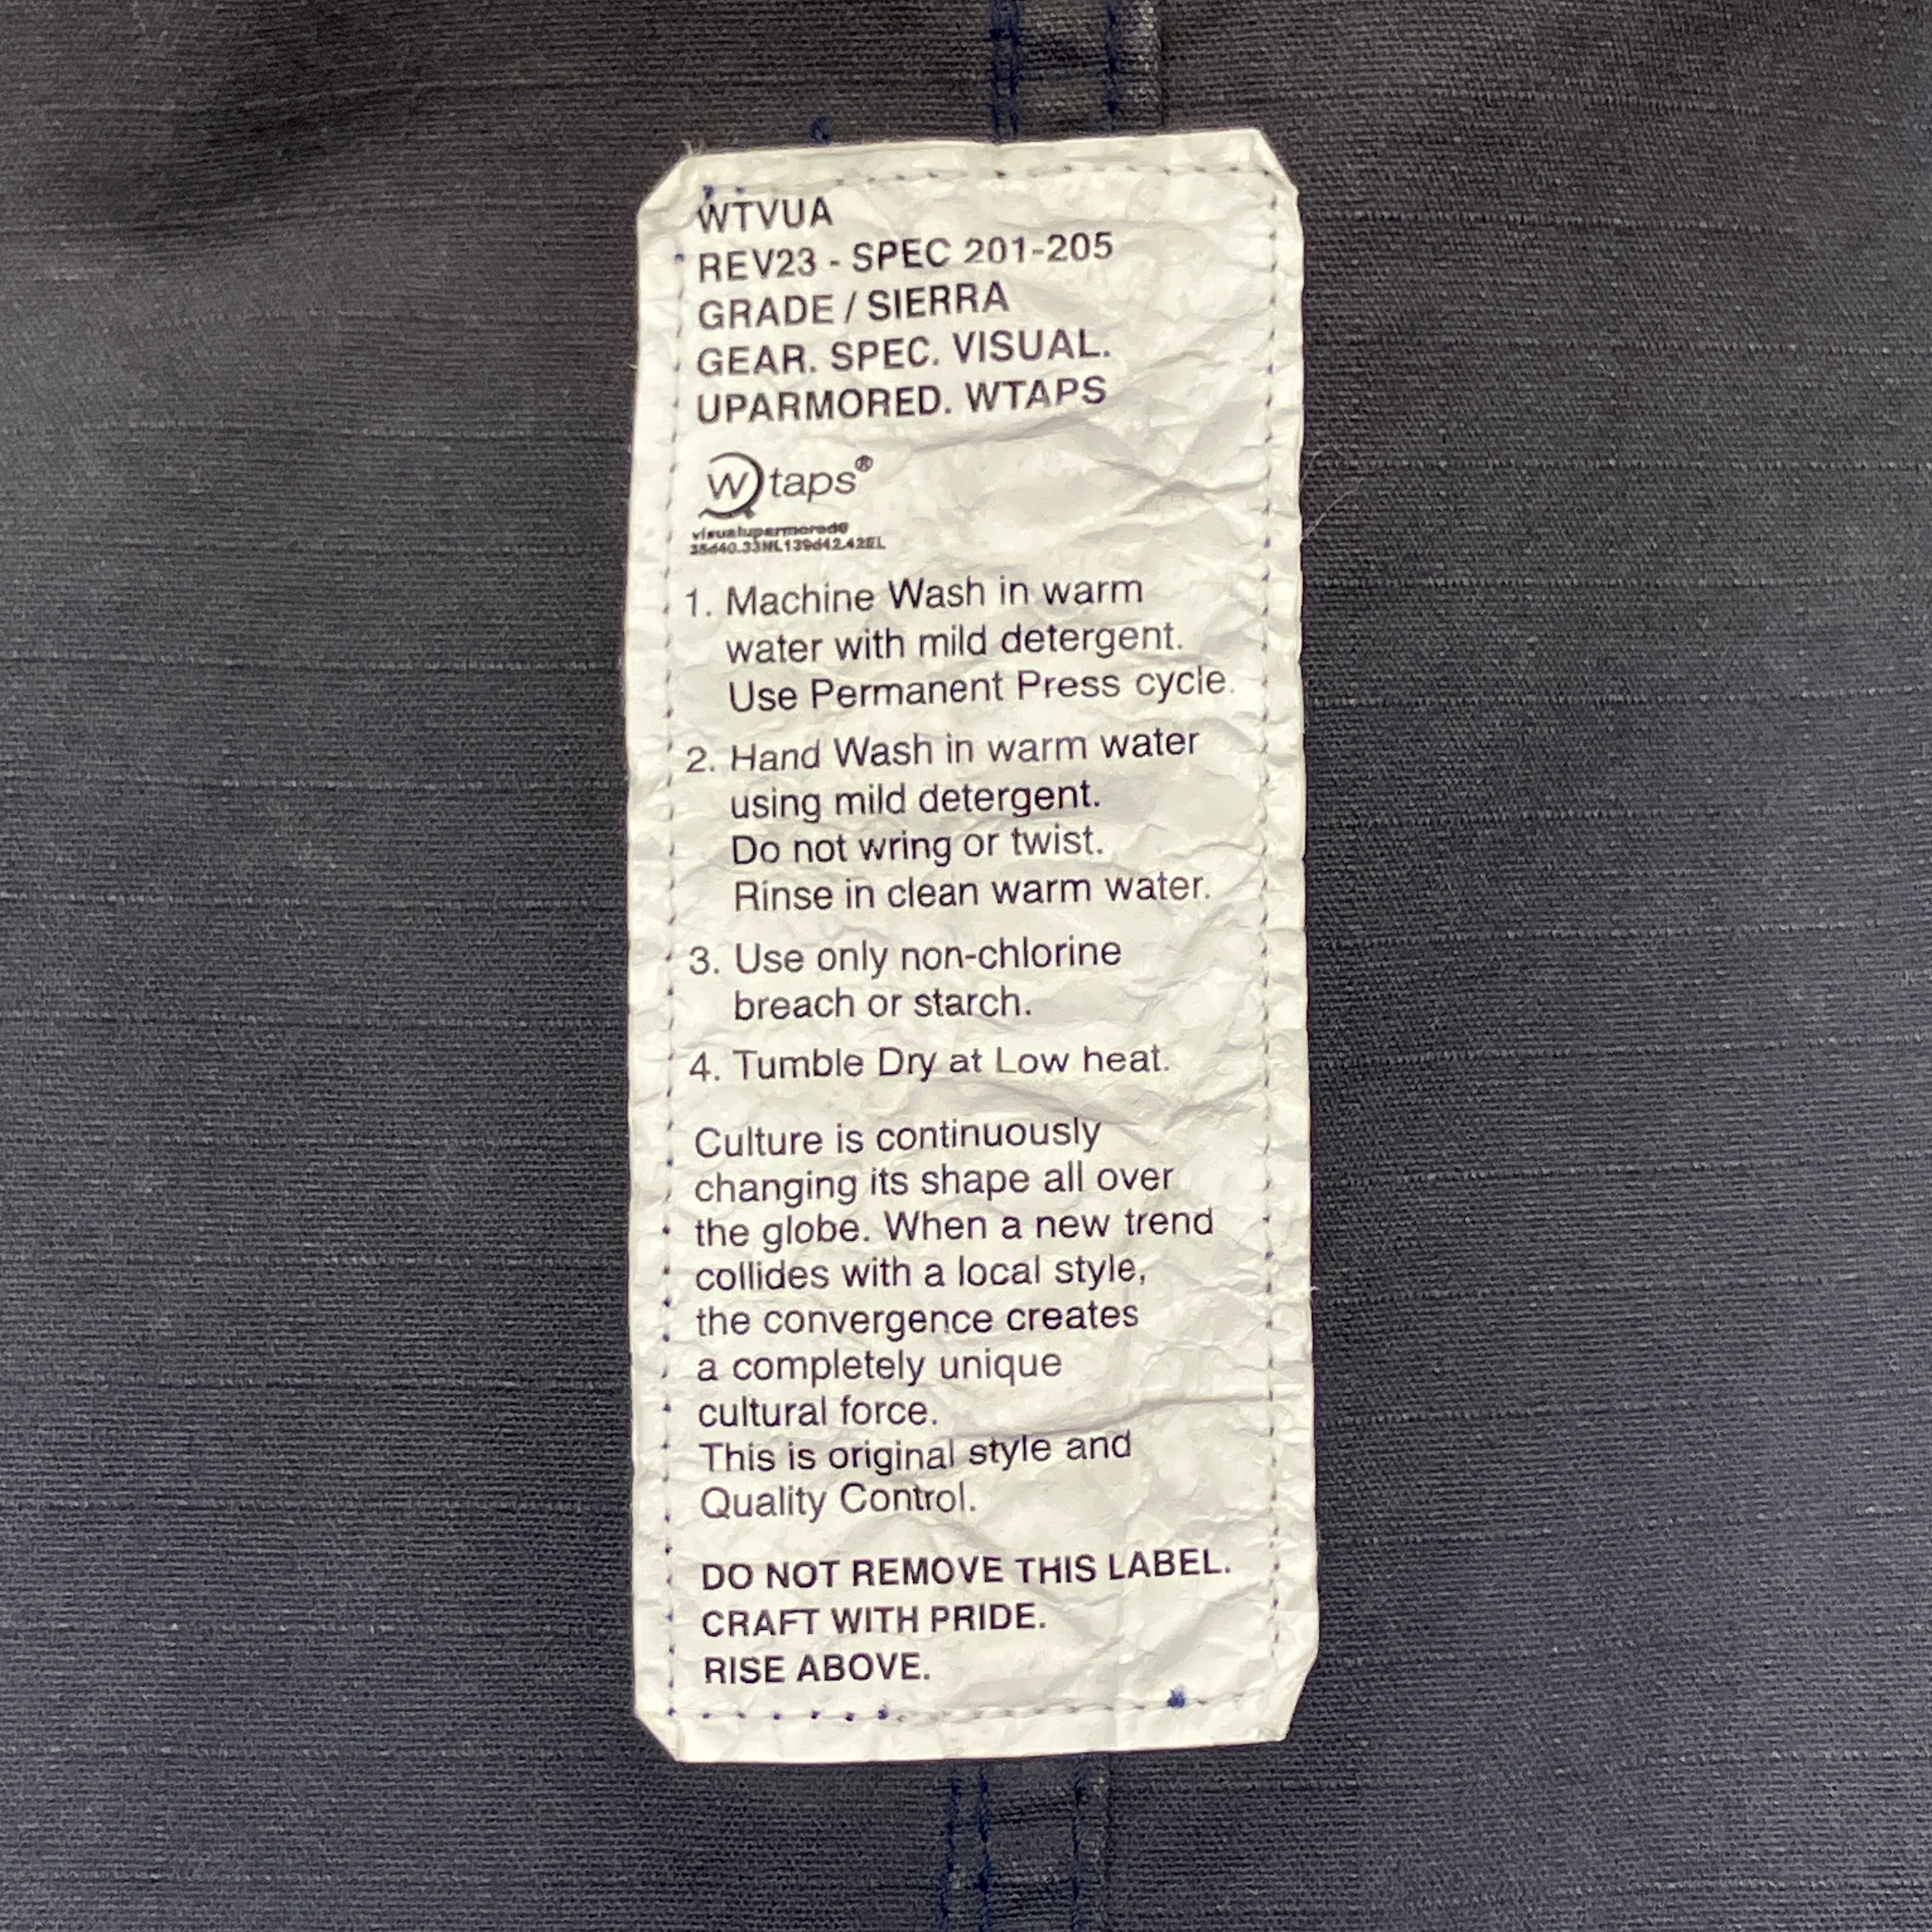 WTVUA
REV23 - SPEC 201-205
GRADE / SIERRA
GEAR. SPEC. VISUAL.
UPARMORED. WTAPS
Wtaps®
1. Machine Wash in warm
water with mild detergent.
Use Permanent Press cycle.
2. Hand Wash in warm water
using mild detergent.
Do not wring or twist.
Rinse in clean warm water.
3. Use only non-chlorine
breach or starch.
4. Tumble Dry at Low heat.
Culture is continuously
changing its shape all over
the globe. When a new trend
collides with a local style,
the convergence creates
a completely unique
cultural force.
This is original style and
Quality Control.
DO NOT REMOVE THIS LABEL.
CRAFT WITH PRIDE.
RISE ABOVE.